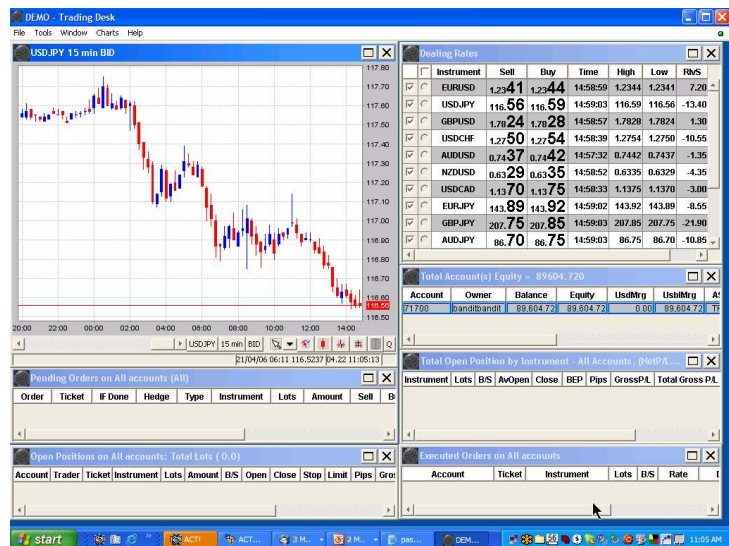 DEMO - Trading Desk
File Tools Window Charts Help
USDJPY 15 min BID
117.80
117.70
117.60
117.50
117.40
117.30
117.20
117.10
117.00
116.90
116.80
116.70
116.60
116.56
116.50
20:00 22:00 00:00 02:00 04:00 06:00 08:00 10:00 12:00 14:00
USDJPY 15 min BID Q
21/04/06 06:11 116.5237 04.22 11:05:13
Dealing Rates
Instrument Sell Buy Time High Low RlvS
EURUSD 1.2341 1.2344 14:58:59 1.2344 1.2341 7.20
USDJPY 116.56 116.59 14:59:03 116.59 116.56 -13.40
GBPUSD 1.7824 1.7828 14:58:57 1.7828 1.7824 1.30
USDCHF 1.2750 1.2754 14:58:39 1.2754 1.2750 -10.55
AUDUSD 0.7437 0.7442 14:57:32 0.7442 0.7437 -1.35
NZDUSD 0.6329 0.6335 14:58:52 0.6335 0.6329 -4.35
USDCAD 1.1370 1.1375 14:58:33 1.1375 1.1370 -3.00
EURJPY 143.89 143.92 14:59:02 143.92 143.89 -8.55
GBPJPY 207.75 207.85 14:59:03 207.85 207.75 -21.90
AUDJPY 86.70 86.75 14:59:03 86.75 86.70 -10.85
Total Account(s) Equity - 89604.720
Account Owner Balance Equity UsdMrg UsblMrg
71700 banditbandit 89,604.72 89,604.72 0.00 89,604.72
Total Open Position by Instrument - All Accounts, (NetP/L...
Instrument Lots B/S AvOpen Close BEP Pips GrossP/L Total Gross P/L
Pending Orders on All accounts (All)
Order Ticket IF Done Hedge Type Instrument Lots Amount Sell
Open Positions on All accounts: Total Lots ( 0.0)
Account Trader Ticket Instrument Lots Amount B/S Open Close Stop Limit Pips Gro
Executed Orders on All accounts
Account Ticket Instrument Lots B/S Rate
start ACT! ACT... 3 M... 2 M... pas... DEM... 11:05 AM